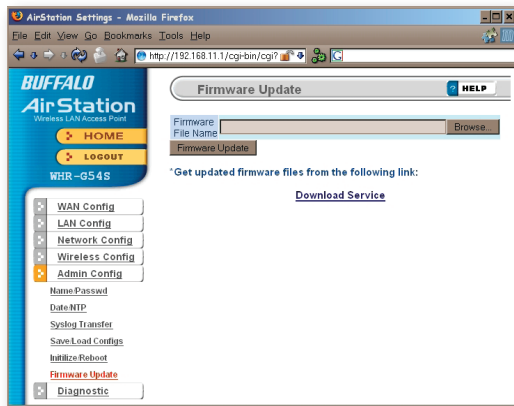 AirStation Settings - Mozilla Firefox
File Edit View Go Bookmarks Tools Help
http://192.168.11.1/cgi-bin/cgi?
G
BUFFALO
AirStation
Wireless LAN Access Point
HOME
LOGOUT
WHR-G54S
WAN Config
LAN Config
Network Config
Wireless Config
Admin Config
Name/Passwd
Date/NTP
Syslog Transfer
Save/Load Configs
Initilize/Reboot
Firmware Update
Diagnostic
Firmware Update
? HELP
Firmware
File Name
Browse...
Firmware Update
*Get updated firmware files from the following link:
Download Service